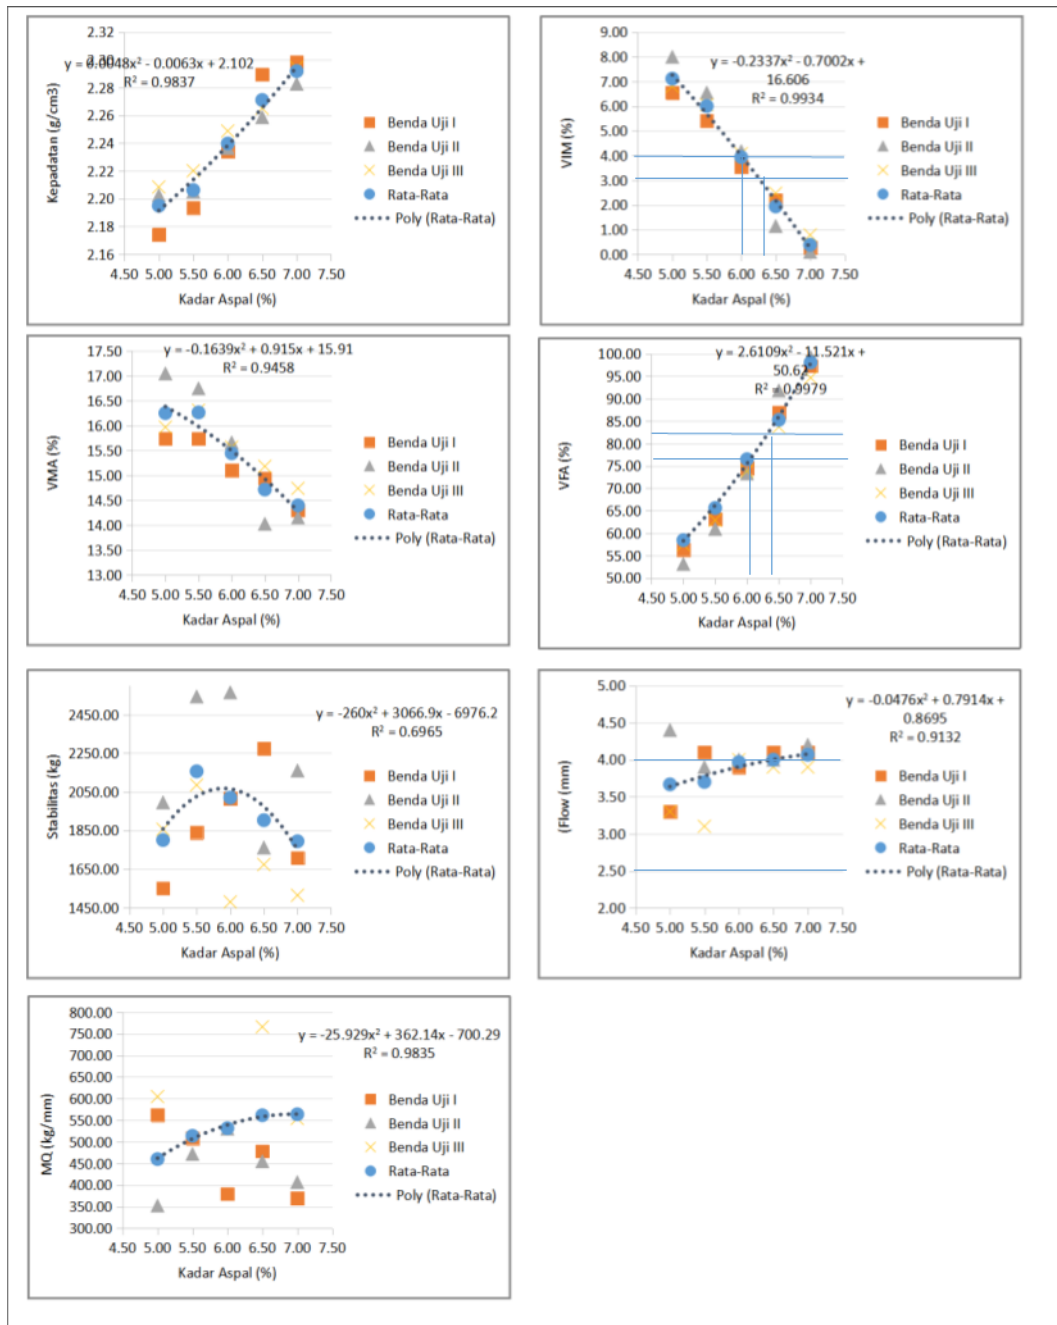 y = 0.0048x² - 0.0063x + 2.102
R² = 0.9837
2.32
2.30
2.28
2.26
2.24
2.22
2.20
2.18
2.16
4.50 5.00 5.50 6.00 6.50 7.00 7.50
Kepadatan (g/cm3)
Kadar Aspal (%)
Benda Uji I
Benda Uji II
Benda Uji III
Rata-Rata
Poly (Rata-Rata)
y = -0.2337x² - 0.7002x +
16.606
R² = 0.9934
9.00
8.00
7.00
6.00
5.00
4.00
3.00
2.00
1.00
0.00
4.50 5.00 5.50 6.00 6.50 7.00 7.50
VIM (%)
Kadar Aspal (%)
Benda Uji I
Benda Uji II
Benda Uji III
Rata-Rata
Poly (Rata-Rata)
y = -0.1639x² + 0.915x + 15.91
R² = 0.9458
17.50
17.00
16.50
16.00
15.50
15.00
14.50
14.00
13.00
4.50 5.00 5.50 6.00 6.50 7.00 7.50
VMA (%)
Kadar Aspal (%)
Benda Uji I
Benda Uji II
Benda Uji III
Rata-Rata
Poly (Rata-Rata)
y = 2.6109x² - 11.521x +
50.62
R² = 0.9979
100.00
95.00
90.00
85.00
80.00
75.00
70.00
65.00
60.00
55.00
50.00
4.50 5.00 5.50 6.00 6.50 7.00 7.50
VFA (%)
Kadar Aspal (%)
Benda Uji I
Benda Uji II
Benda Uji III
Rata-Rata
Poly (Rata-Rata)
y = -260x² + 3066.9x - 6976.2
R² = 0.6965
2450.00
2250.00
2050.00
1850.00
1650.00
1450.00
4.50 5.00 5.50 6.00 6.50 7.00 7.50
Stabilitas (kg)
Kadar Aspal (%)
Benda Uji I
Benda Uji II
Benda Uji III
Rata-Rata
Poly (Rata-Rata)
y = -0.0476x² + 0.7914x +
0.8695
R² = 0.9132
5.00
4.50
4.00
3.50
3.00
2.50
2.00
4.50 5.00 5.50 6.00 6.50 7.00 7.50
(Flow (mm)
Kadar Aspal (%)
Benda Uji I
Benda Uji II
Benda Uji III
Rata-Rata
Poly (Rata-Rata)
y = -25.929x² + 362.14x - 700.29
R² = 0.9835
800.00
750.00
700.00
650.00
600.00
550.00
500.00
450.00
400.00
350.00
300.00
4.50 5.00 5.50 6.00 6.50 7.00 7.50
MQ (kg/mm)
Kadar Aspal (%)
Benda Uji I
Benda Uji II
Benda Uji III
Rata-Rata
Poly (Rata-Rata)